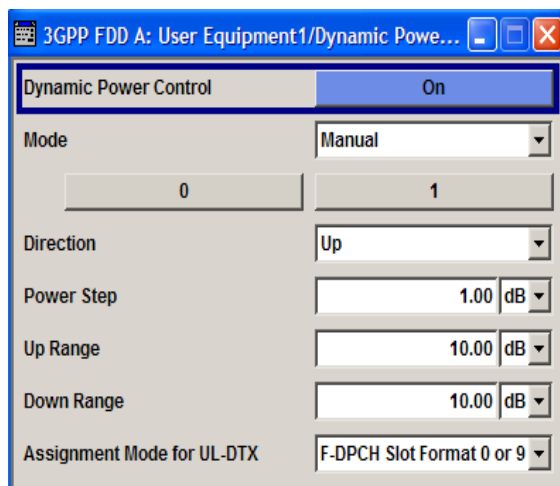 3GPP FDD A: User Equipment1/Dynamic Powe...
Dynamic Power Control On
Mode Manual
0 1
Direction Up
Power Step 1.00 dB
Up Range 10.00 dB
Down Range 10.00 dB
Assignment Mode for UL-DTX F-DPCH Slot Format 0 or 9